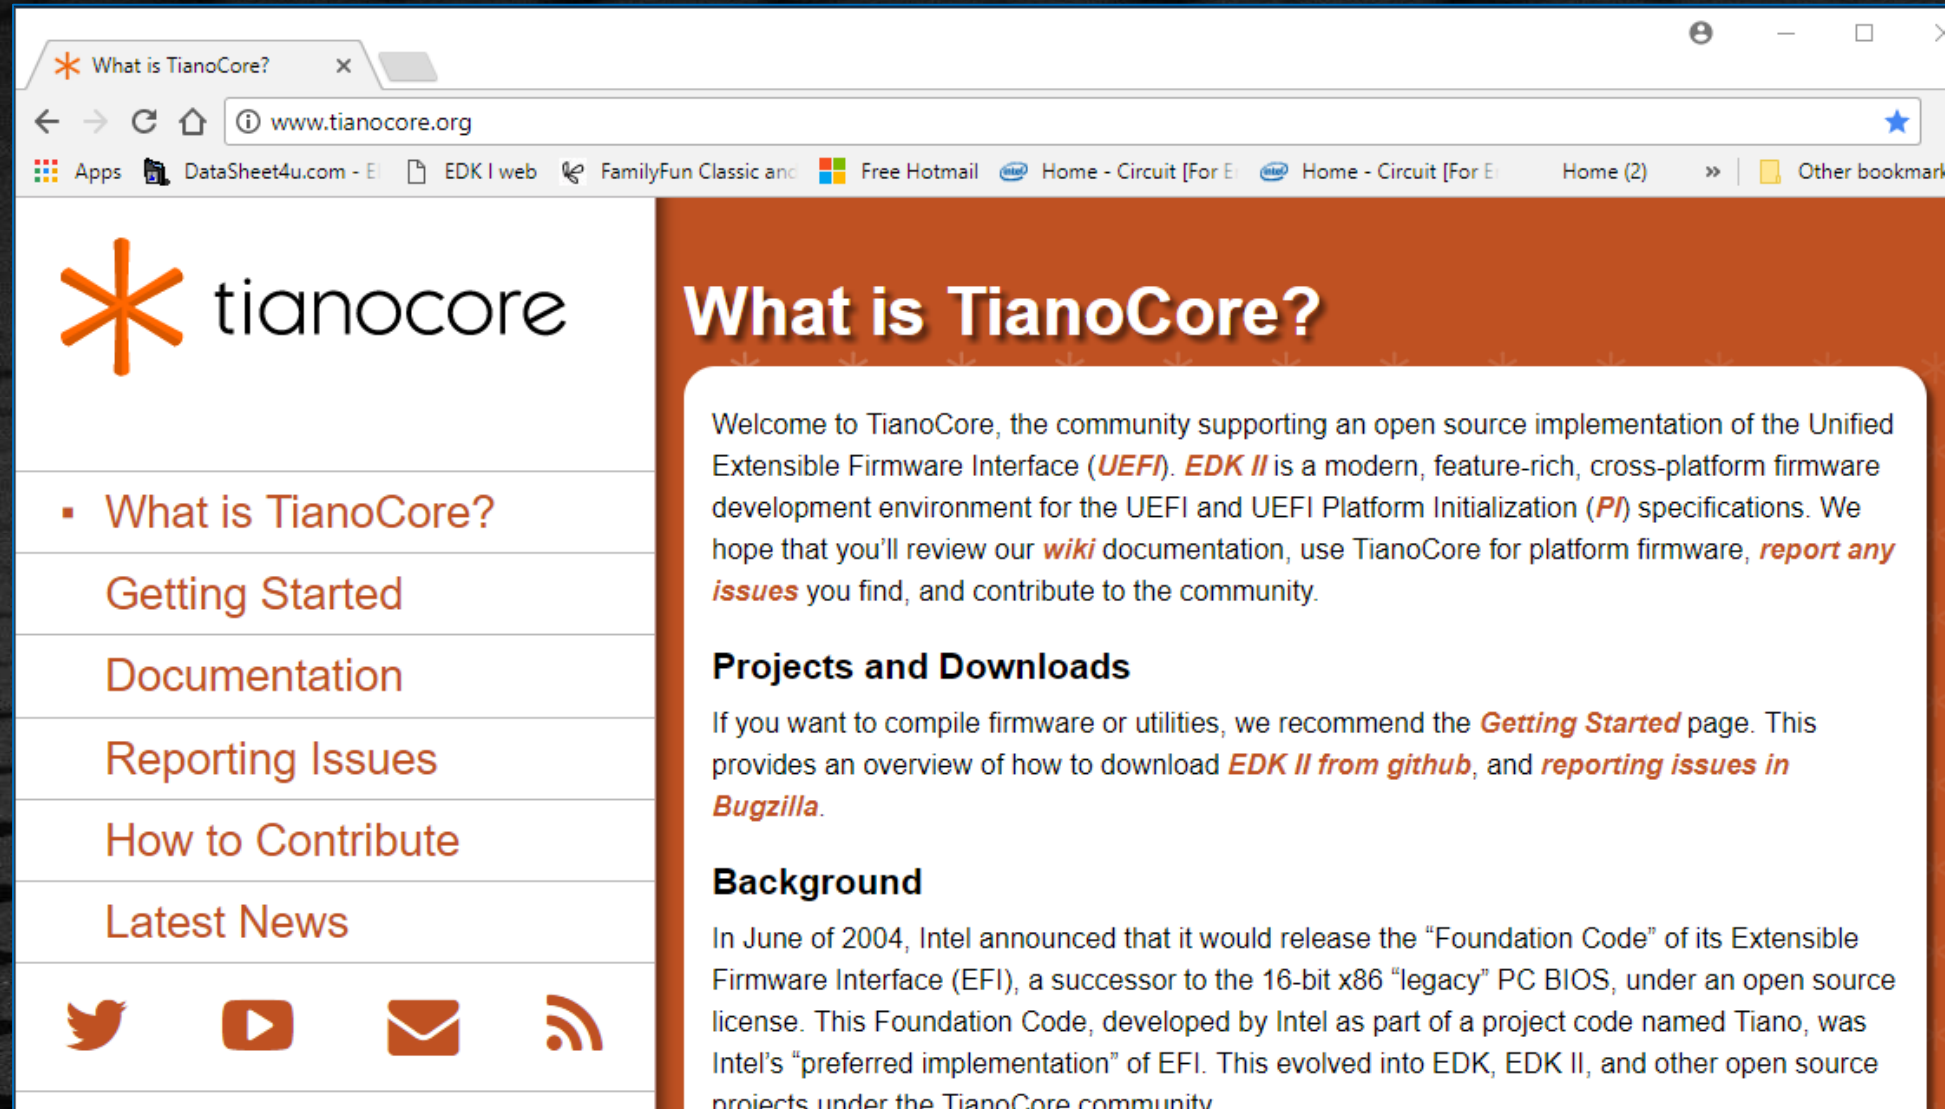 What is TianoCore?
www.tianocore.org
Apps DataSheet4u.com - EDK I web FamilyFun Classic and Free Hotmail Home - Circuit [For Home - Circuit [For Home (2) » Other bookmark
tianocore
What is TianoCore?
Getting Started
Documentation
Reporting Issues
How to Contribute
Latest News
What is TianoCore?
Welcome to TianoCore, the community supporting an open source implementation of the Unified
Extensible Firmware Interface (UEFI). EDK II is a modern, feature-rich, cross-platform firmware
development environment for the UEFI and UEFI Platform Initialization (PI) specifications. We
hope that you’ll review our wiki documentation, use TianoCore for platform firmware, report any
issues you find, and contribute to the community.
Projects and Downloads
If you want to compile firmware or utilities, we recommend the Getting Started page. This
provides an overview of how to download EDK II from github, and reporting issues in
Bugzilla.
Background
In June of 2004, Intel announced that it would release the “Foundation Code” of its Extensible
Firmware Interface (EFI), a successor to the 16-bit x86 “legacy” PC BIOS, under an open source
license. This Foundation Code, developed by Intel as part of a project code named Tiano, was
Intel’s “preferred implementation” of EFI. This evolved into EDK, EDK II, and other open source
projects under the TianoCore community